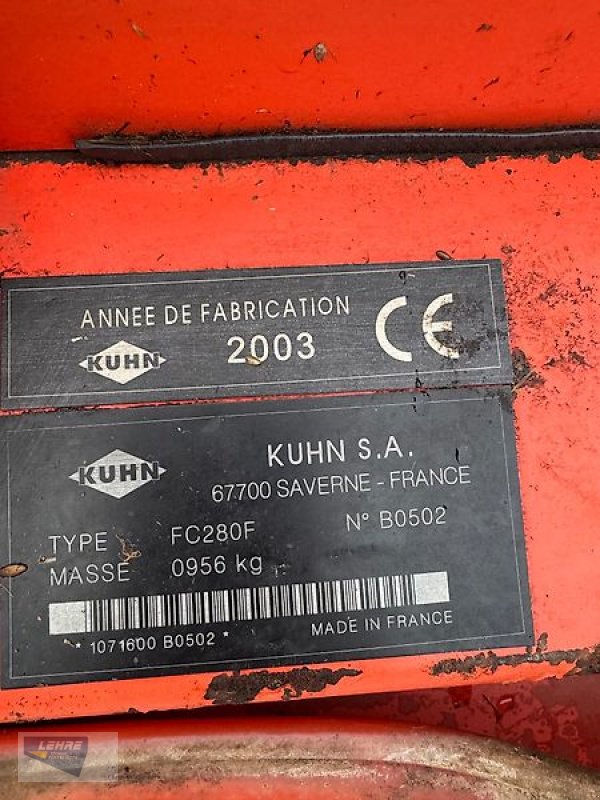 ANNEE DE FABRICATION
KUHN 2003 CE
KUHN KUHN S.A.
67700 SAVERNE - FRANCE
TYPE FC280F N° B0502
MASSE 0956 kg
* 1071600 B0502 * MADE IN FRANCE
LEHRE